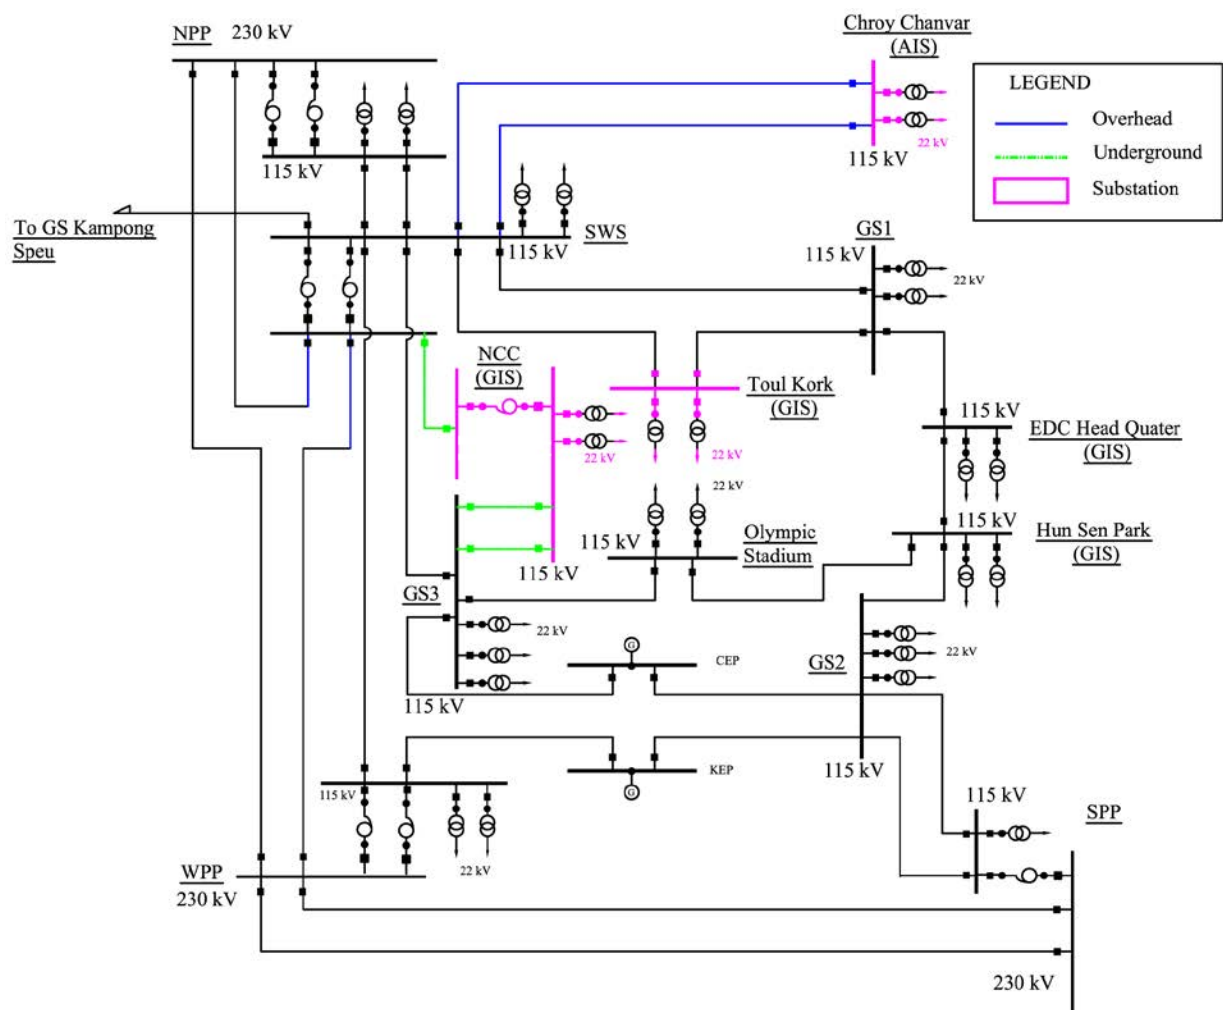 NPP 230 kV
Chroy Chanvar
(AIS)
LEGEND
Overhead
Underground
Substation
22 kV
115 kV
115 kV
To GS Kampong
Speu
115 kV
SWS
GS1
115 kV
22 kV
NCC
(GIS)
Toul Kork
(GIS)
115 kV
EDC Head Quater
(GIS)
22 kV
22 kV
22 kV
115 kV
Olympic
Stadium
115 kV
Hun Sen Park
(GIS)
115 kV
GS3
22 kV
CEP
G
GS2
22 kV
115 kV
KEP
G
115 kV
115 kV
22 kV
115 kV
SPP
WPP
230 kV
230 kV